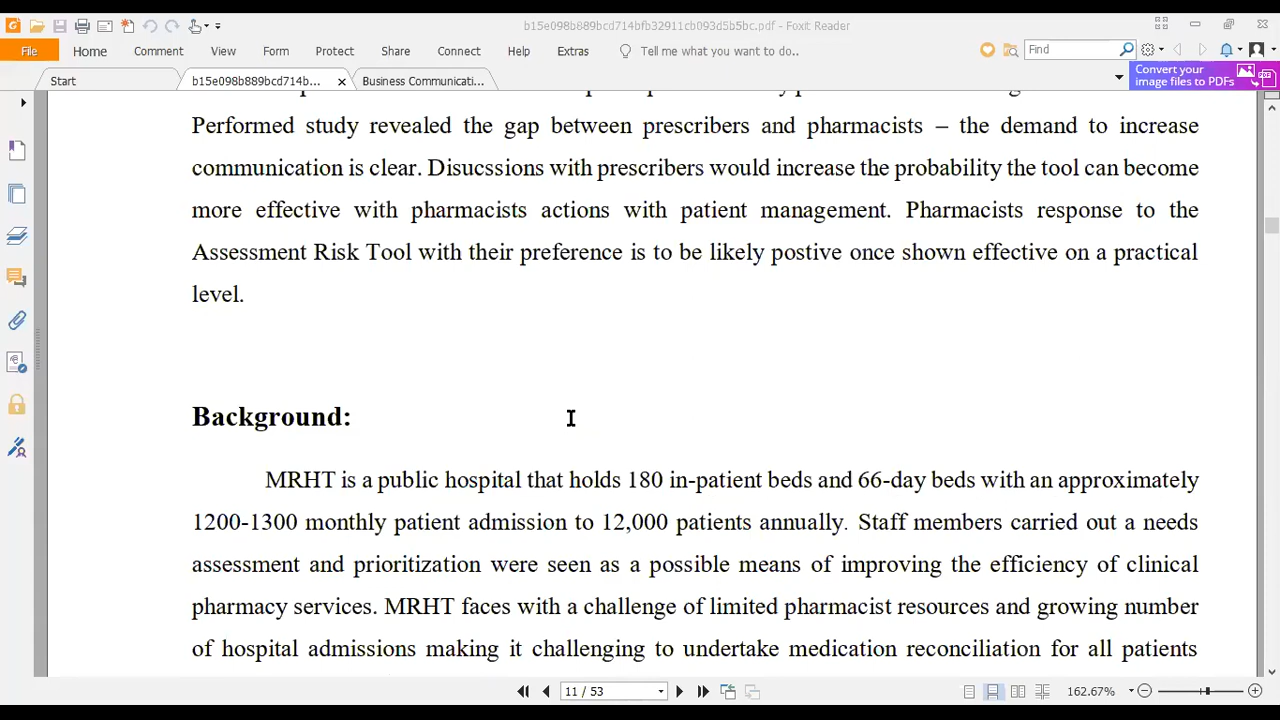 b15e098b889bcd714bfb32911cb093d5b5bc.pdf - Foxit Reader
File Home Comment View Form Protect Share Connect Help Extras Tell me what you want to do.. Find
Start b15e098b889bcd714b... Business Communicati... Convert your
image files to PDFs
Performed study revealed the gap between prescribers and pharmacists – the demand to increase
communication is clear. Disucssions with prescribers would increase the probability the tool can become
more effective with pharmacists actions with patient management. Pharmacists response to the
Assessment Risk Tool with their preference is to be likely postive once shown effective on a practical
level.
Background:
MRHT is a public hospital that holds 180 in-patient beds and 66-day beds with an approximately
1200-1300 monthly patient admission to 12,000 patients annually. Staff members carried out a needs
assessment and prioritization were seen as a possible means of improving the efficiency of clinical
pharmacy services. MRHT faces with a challenge of limited pharmacist resources and growing number
of hospital admissions making it challenging to undertake medication reconciliation for all patients
11 / 53 162.67%